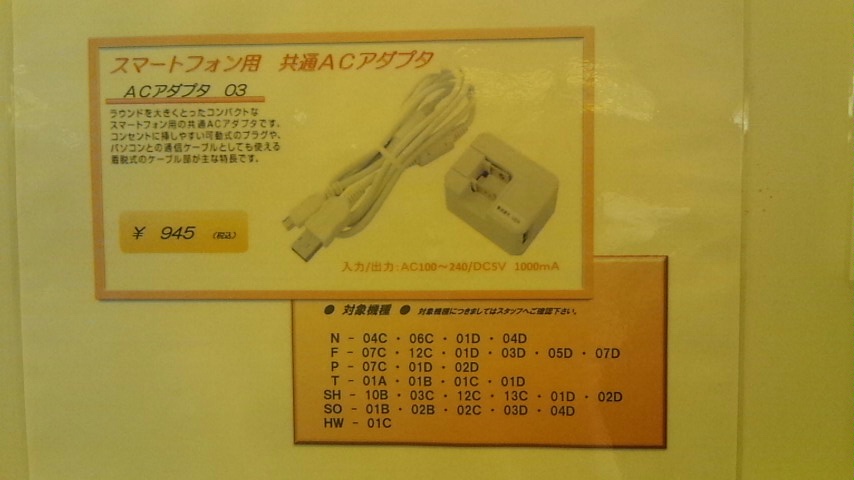 スマートフォン用 共通ACアダプタ
ACアダプタ 03
ラウンドを大きくとったコンパクトな
スマートフォン用の共通ACアダプタです。
コンセントに挿しやすい可動式のプラグや、
パソコンとの通信ケーブルとしても使える
着脱式のケーブル部が主な特長です。
¥ 945 (税込)
入力/出力:AC100～240/DC5V 1000mA
● 対象機種 ● 対象機種につきましてはスタッフへご確認下さい。
N - 04C ・ 06C ・ 01D ・ 04D
F - 07C ・ 12C ・ 01D ・ 03D ・ 05D ・ 07D
P - 07C ・ 01D ・ 02D
T - 01A ・ 01B ・ 01C ・ 01D
SH - 10B ・ 03C ・ 12C ・ 13C ・ 01D ・ 02D
SO - 01B ・ 02B ・ 02C ・ 03D ・ 04D
HW - 01C